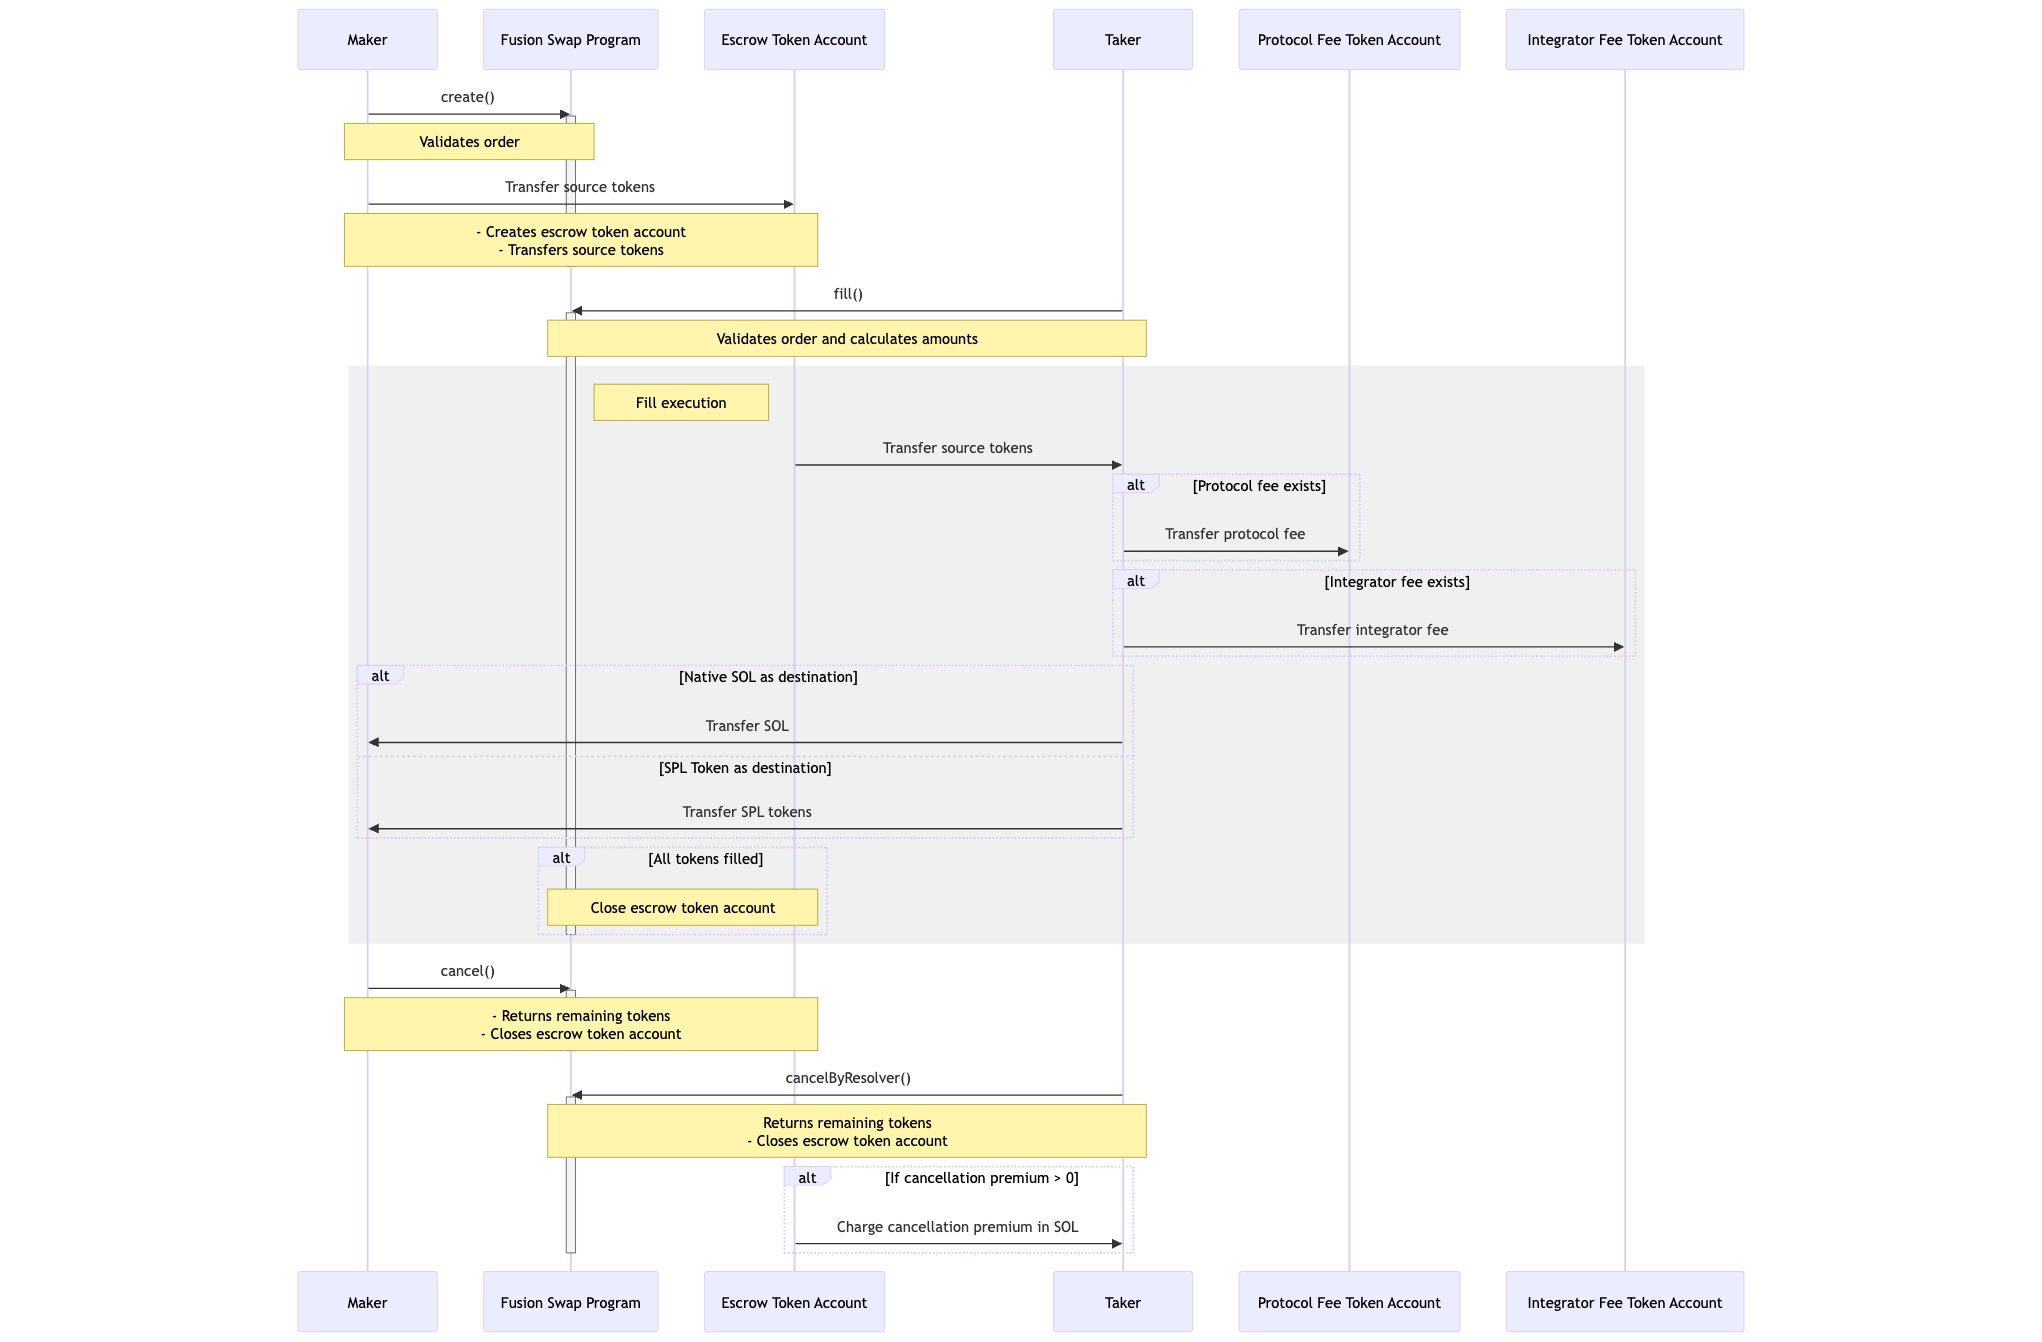 Maker
Fusion Swap Program
Escrow Token Account
Taker
Protocol Fee Token Account
Integrator Fee Token Account
create()
Validates order
Transfer source tokens
- Creates escrow token account
- Transfers source tokens
fill()
Validates order and calculates amounts
Fill execution
Transfer source tokens
alt
[Protocol fee exists]
Transfer protocol fee
alt
[Integrator fee exists]
Transfer integrator fee
alt
[Native SOL as destination]
Transfer SOL
[SPL Token as destination]
Transfer SPL tokens
alt
[All tokens filled]
Close escrow token account
cancel()
- Returns remaining tokens
- Closes escrow token account
cancelByResolver()
Returns remaining tokens
- Closes escrow token account
alt
[If cancellation premium > 0]
Charge cancellation premium in SOL
Maker
Fusion Swap Program
Escrow Token Account
Taker
Protocol Fee Token Account
Integrator Fee Token Account